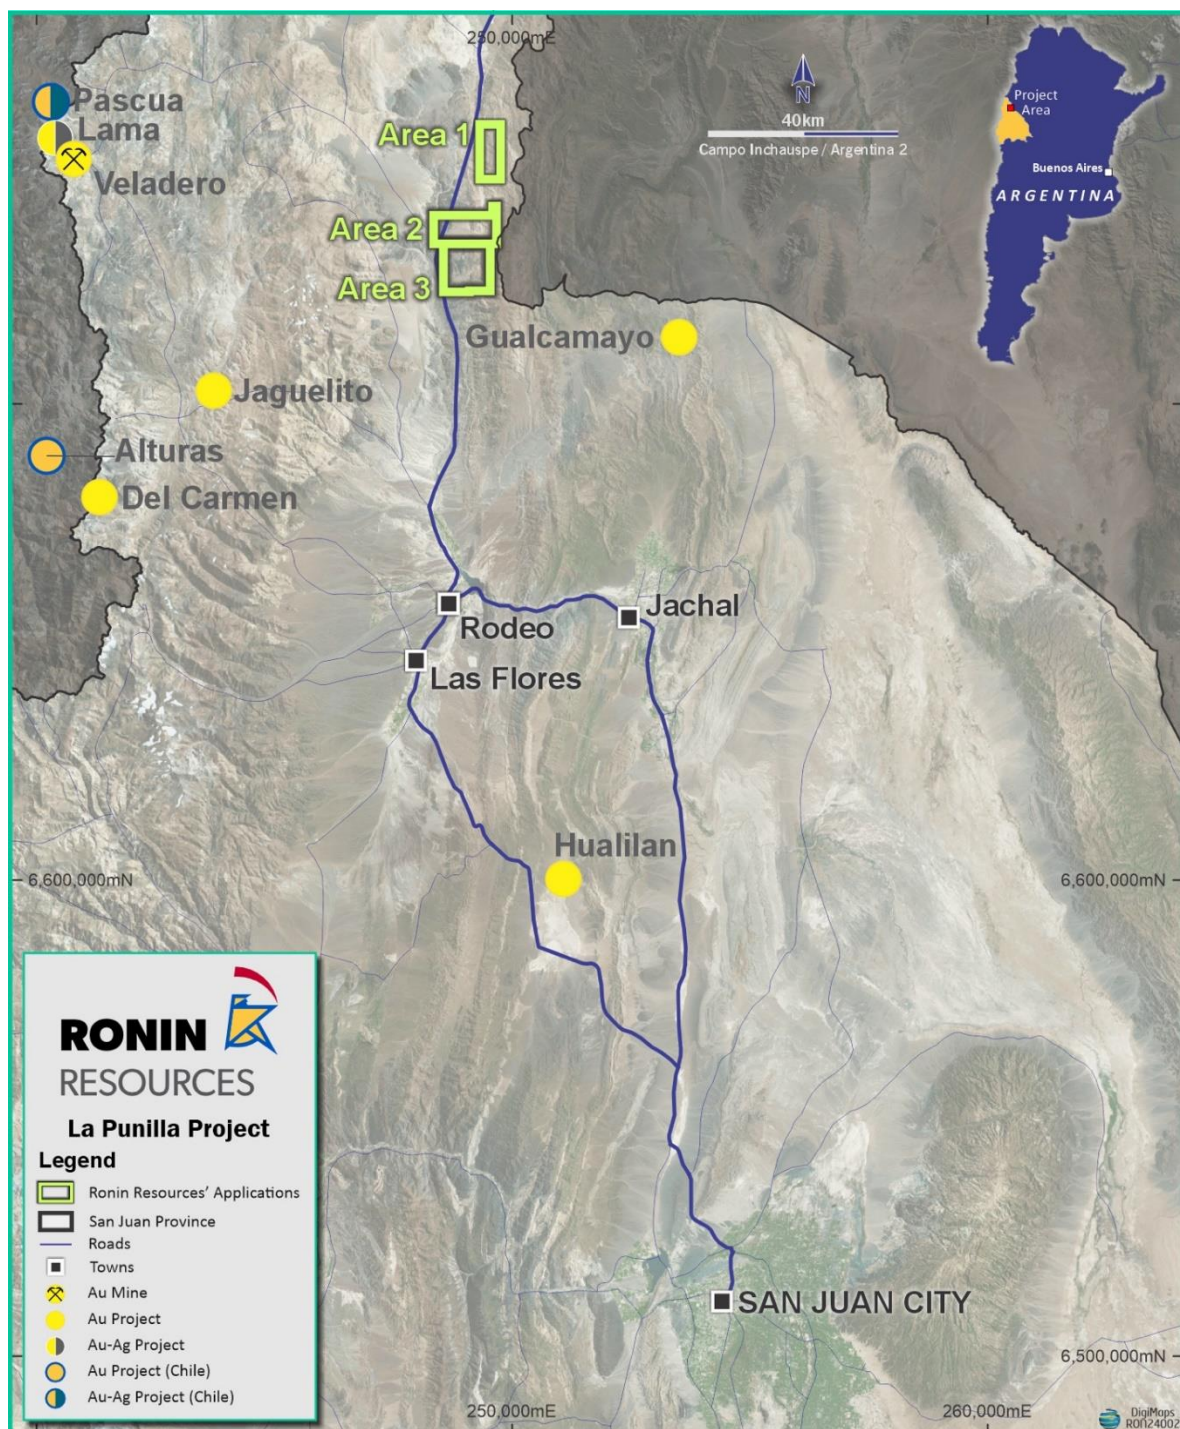 250,000mE
Pascua
Lama
Veladero
Area 1
Area 2
Area 3
N
40km
Campo Inchauspe / Argentina 2
Project
Area
Buenos Aires
ARGENTINA
Gualcamayo
Jaguelito
Alturas
Del Carmen
Rodeo
Jachal
Las Flores
Hualilan
6,600,000mN
6,600,000mN
RONIN
RESOURCES
La Punilla Project
Legend
Ronin Resources' Applications
San Juan Province
Roads
Towns
Au Mine
Au Project
Au-Ag Project
Au Project (Chile)
Au-Ag Project (Chile)
SAN JUAN CITY
6,500,000mN
250,000mE
260,000mE
DigiMaps
RON24002